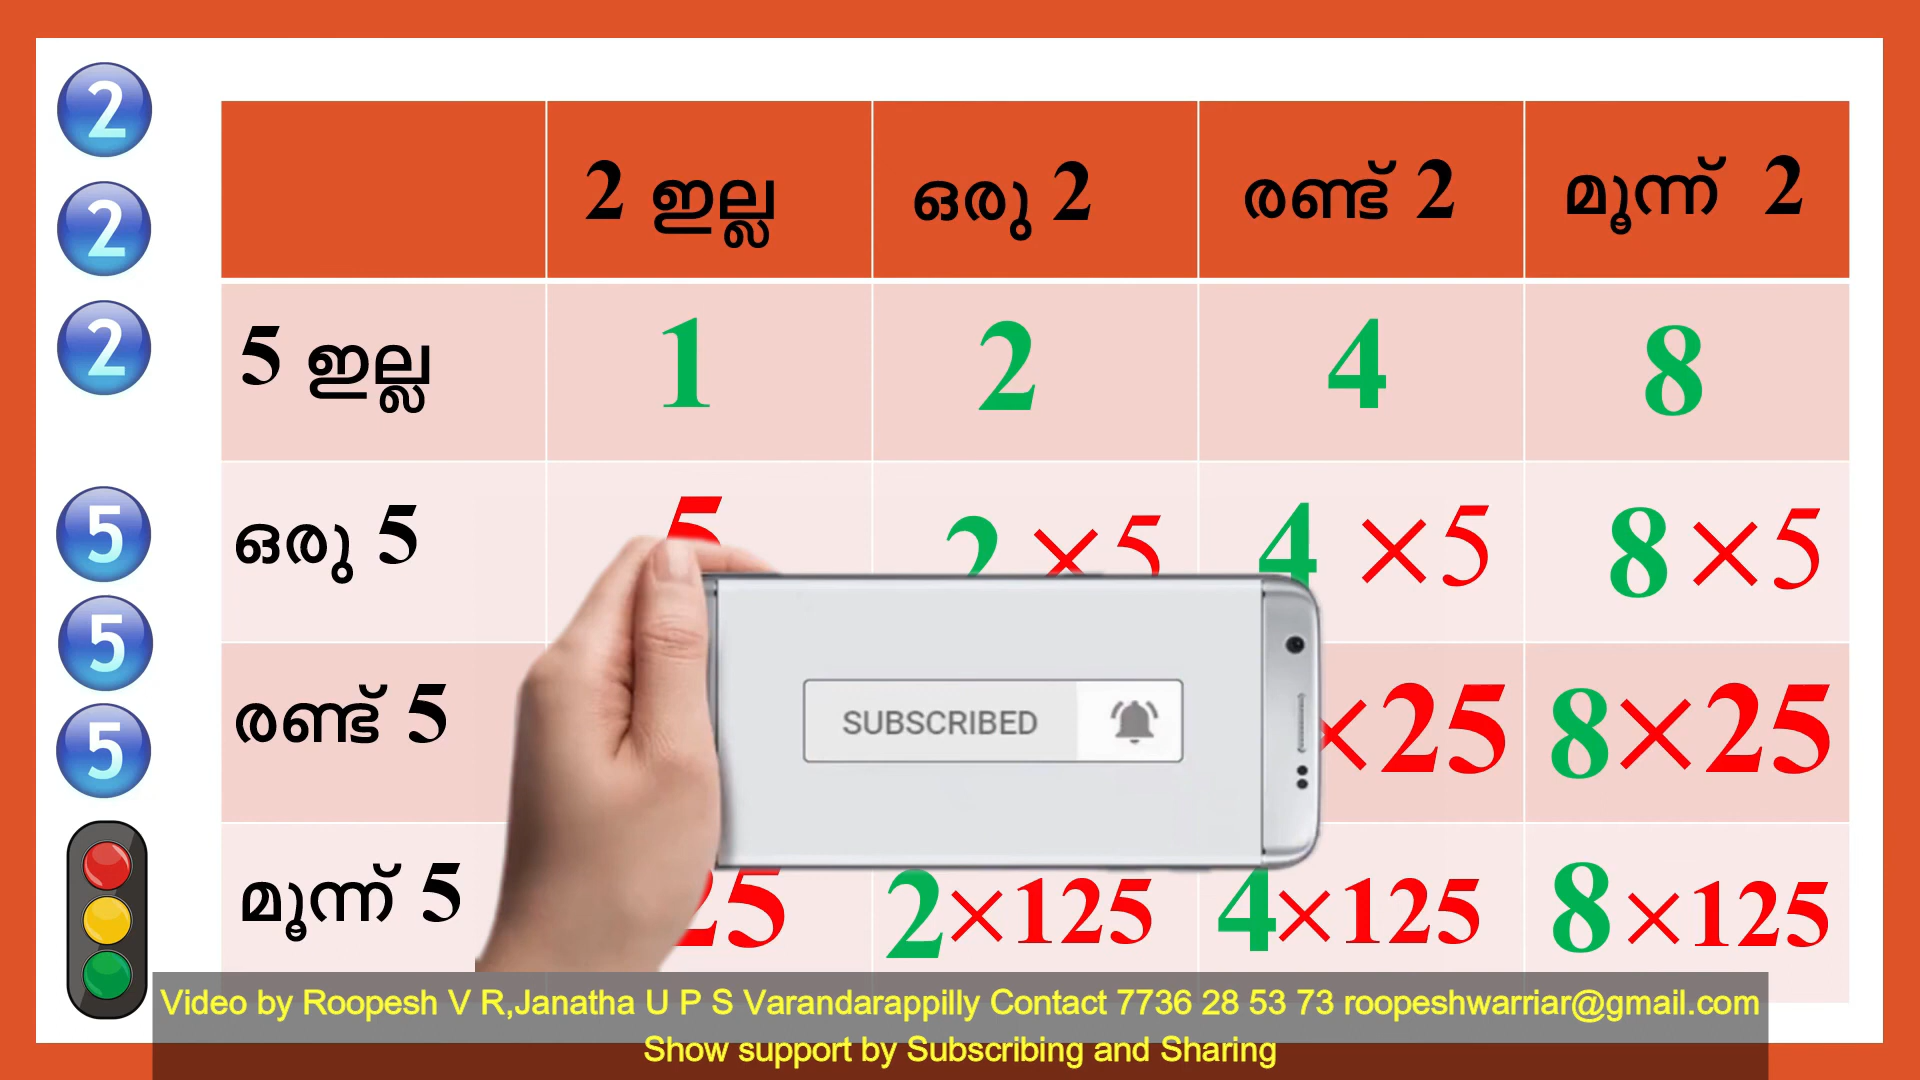 2
2
2
5
5
5
2 ഇല്ല ഒരു 2 രണ്ട് 2 മൂന്ന് 2
5 ഇല്ല 1 2 4 8
ഒരു 5 5 2 ×5 4 ×5 8 ×5
രണ്ട് 5 ×25 8×25
മൂന്ന് 5 25 2×125 4×125 8×125
SUBSCRIBED
Video by Roopesh V R,Janatha U P S Varandarappilly Contact 7736 28 53 73 roopeshwarriar@gmail.com
Show support by Subscribing and Sharing